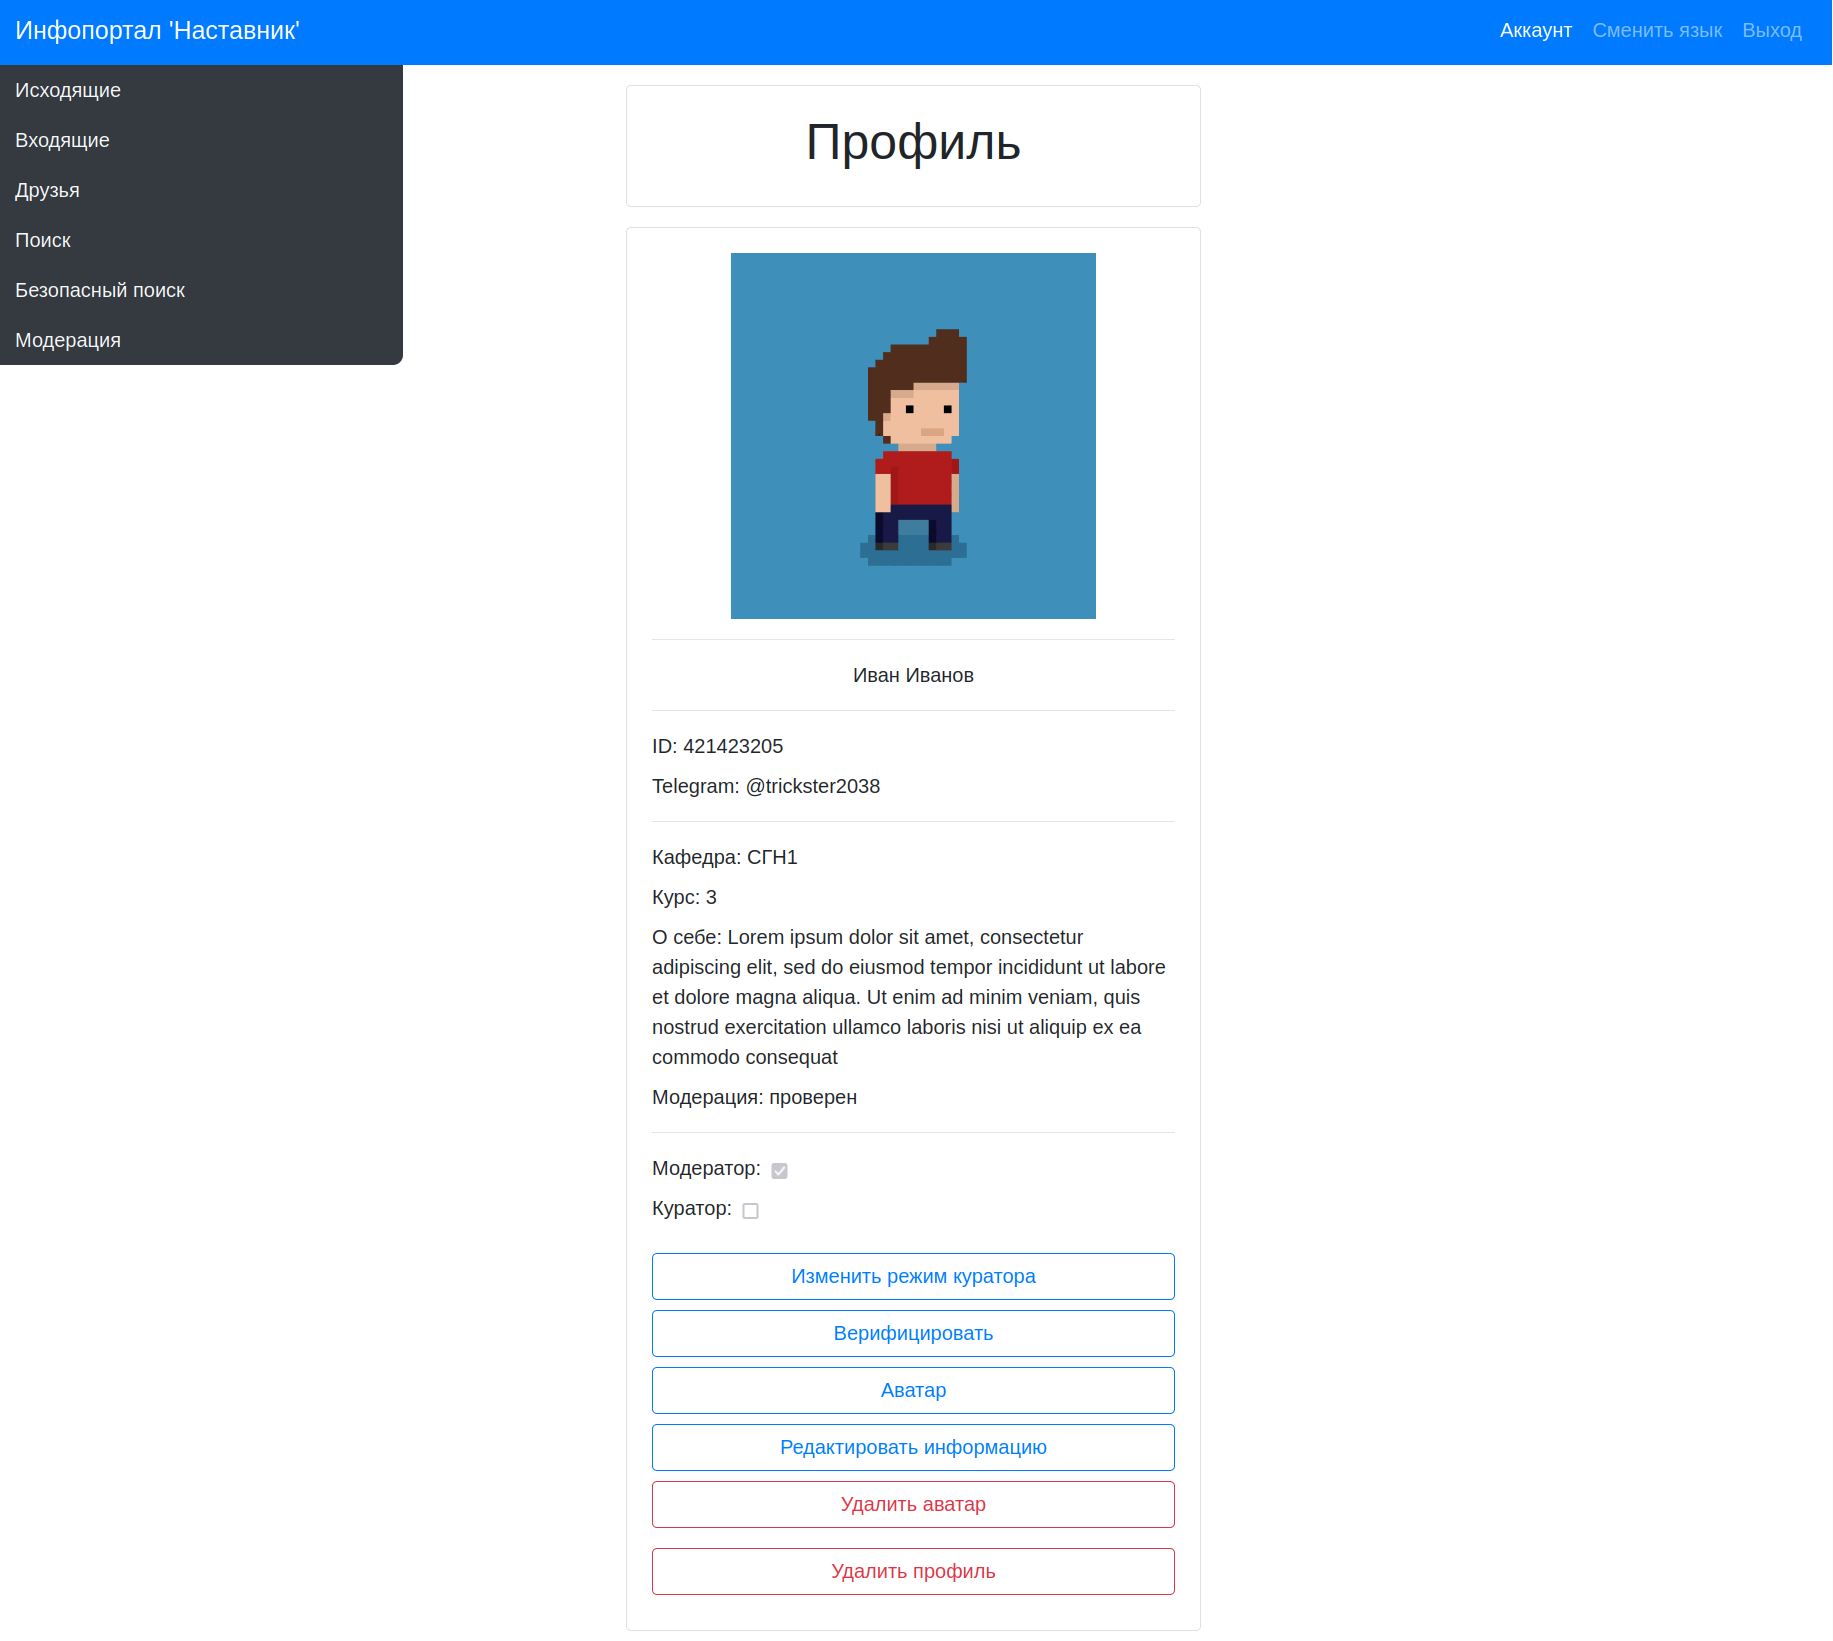 Инфопортал 'Наставник'
Аккаунт Сменить язык Выход
Исходящие
Входящие
Друзья
Поиск
Безопасный поиск
Модерация
Профиль
Иван Иванов
ID: 421423205
Telegram: @trickster2038
Кафедра: СГН1
Курс: 3
О себе: Lorem ipsum dolor sit amet, consectetur
adipiscing elit, sed do eiusmod tempor incididunt ut labore
et dolore magna aliqua. Ut enim ad minim veniam, quis
nostrud exercitation ullamco laboris nisi ut aliquip ex ea
commodo consequat
Модерация: проверен
Модератор:
Куратор:
Изменить режим куратора
Верифицировать
Аватар
Редактировать информацию
Удалить аватар
Удалить профиль